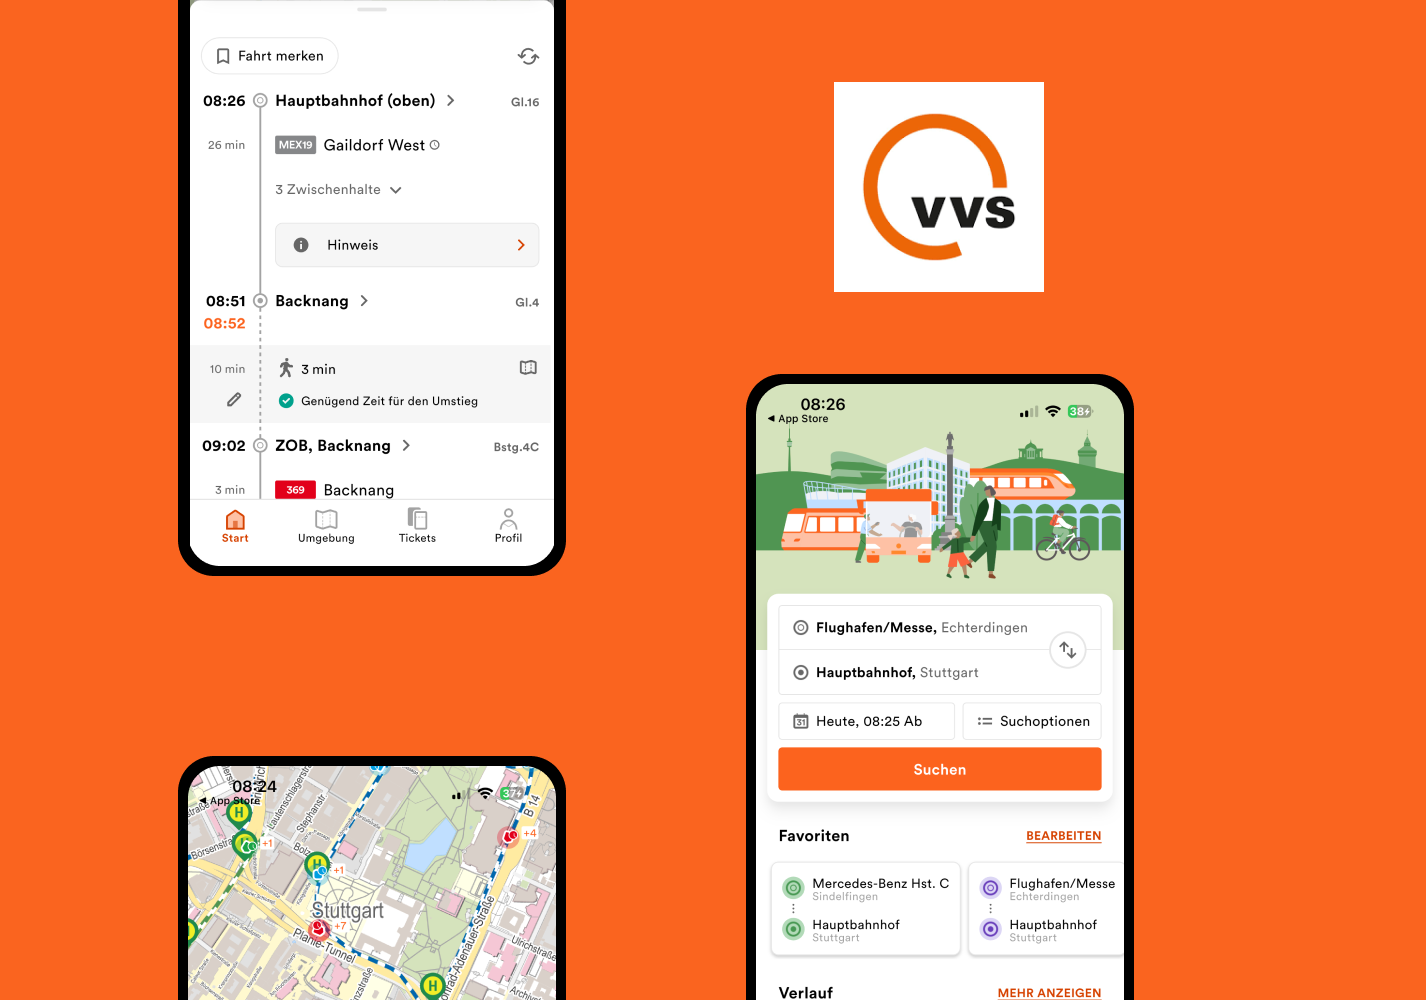 Fahrt merken
08:26 Hauptbahnhof (oben) Gl.16
26 min MEX19 Gaildorf West
3 Zwischenhalte
Hinweis
08:51 Backnang Gl.4
08:52
10 min 3 min
Genügend Zeit für den Umstieg
09:02 ZOB, Backnang Bstg.4C
3 min 369 Backnang
Start Umgebung Tickets Profil
vvs
08:26
App Store
38
Flughafen/Messe, Echterdingen
Hauptbahnhof, Stuttgart
31 Heute, 08:25 Ab
Suchoptionen
Suchen
Favoriten BEARBEITEN
Mercedes-Benz Hst. C
Sindelfingen
Hauptbahnhof
Stuttgart
Flughafen/Messe
Echterdingen
Hauptbahnhof
Stuttgart
Verlauf MEHR ANZEIGEN
08:24
App Store
37
H
Lautenschlagerstr
Stephanstr.
B 14
+4
Börsenstraße
+1
Bolz
H
+1
Stuttgart
+7
Planie-Tunnel
Konrad-Adenauer-Straße
Ulrichstraße
H